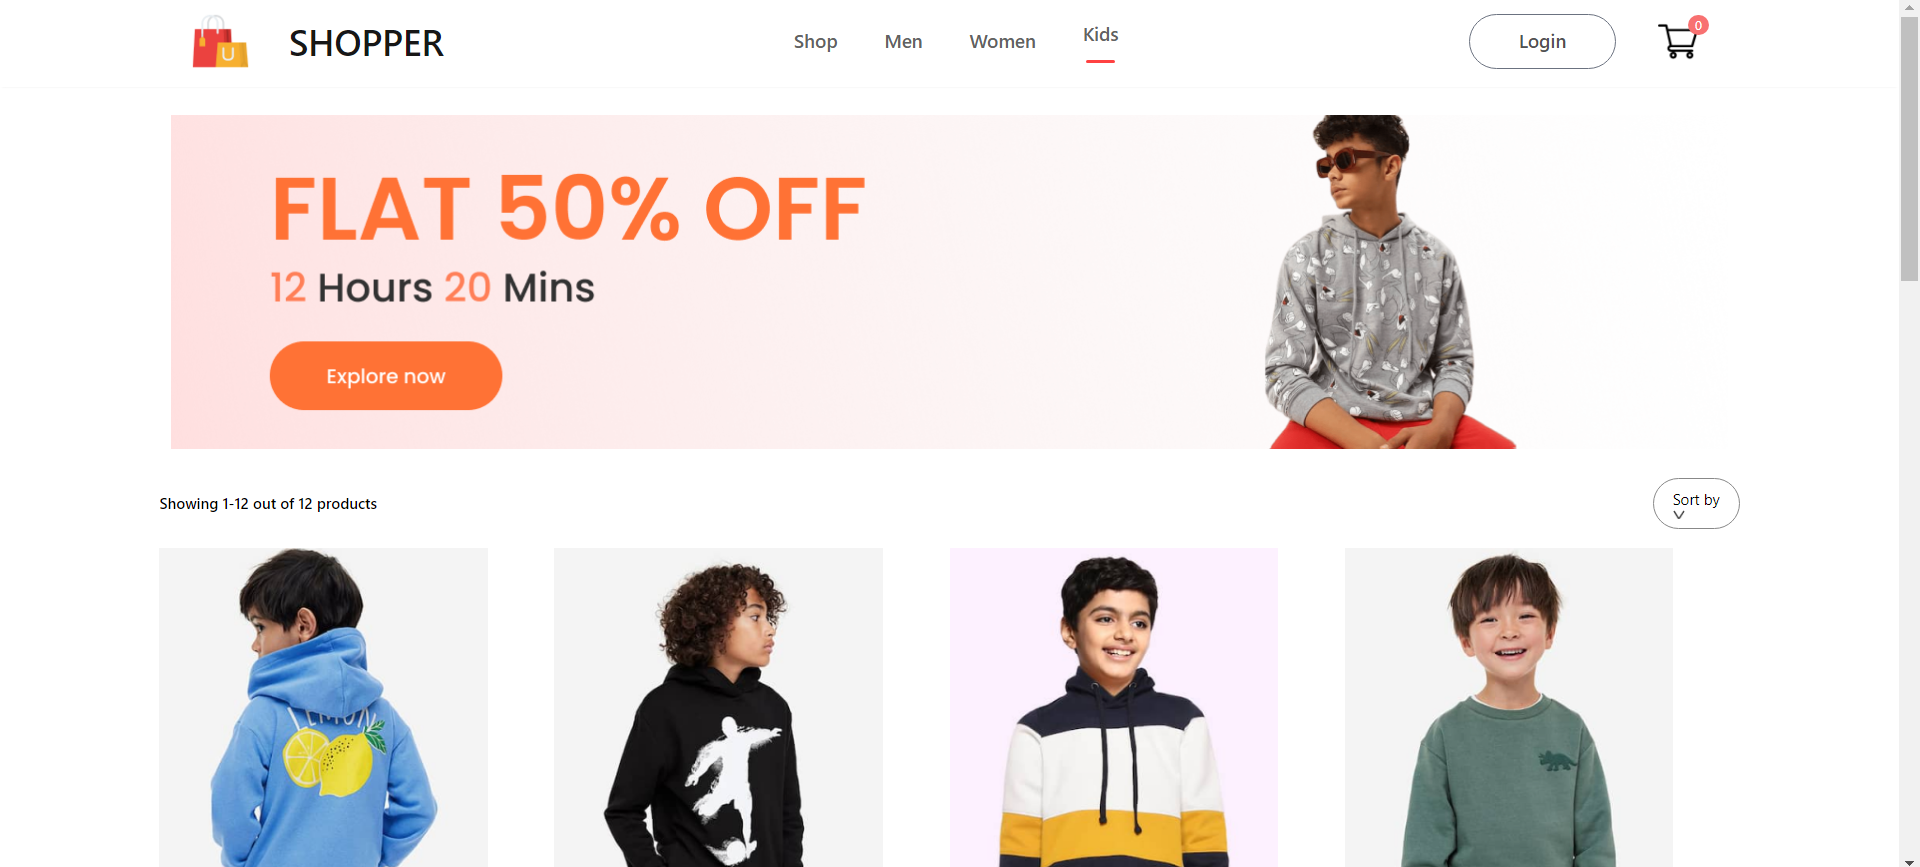 U
SHOPPER
Shop
Men
Women
Kids
Login
0
FLAT 50% OFF
12 Hours 20 Mins
Explore now
Showing 1-12 out of 12 products
Sort by
LEMON